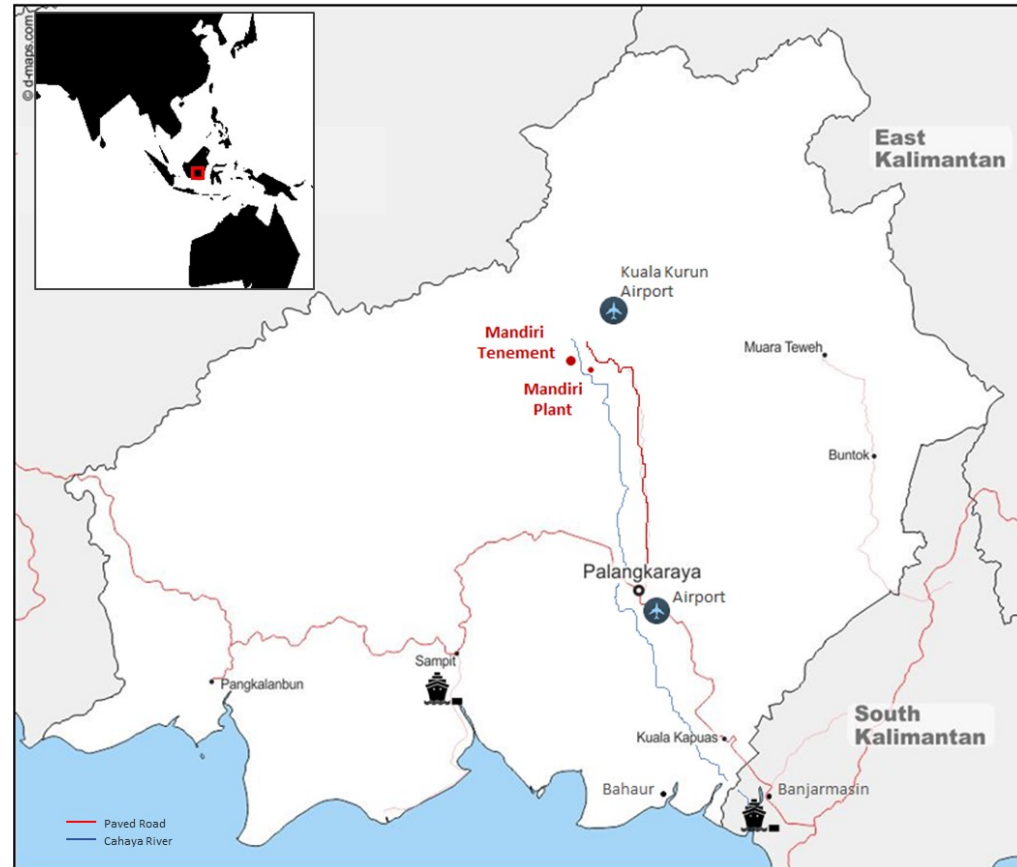 © d-maps.com
East
Kalimantan
Kuala Kurun
Airport
Mandiri
Tenement
Muara Teweh
Mandiri
Plant
Buntok
Palangkaraya
Airport
Sampit
Pangkalanbun
South
Kalimantan
Kuala Kapuas
Bahaur
Banjarmasin
Paved Road
Cahaya River